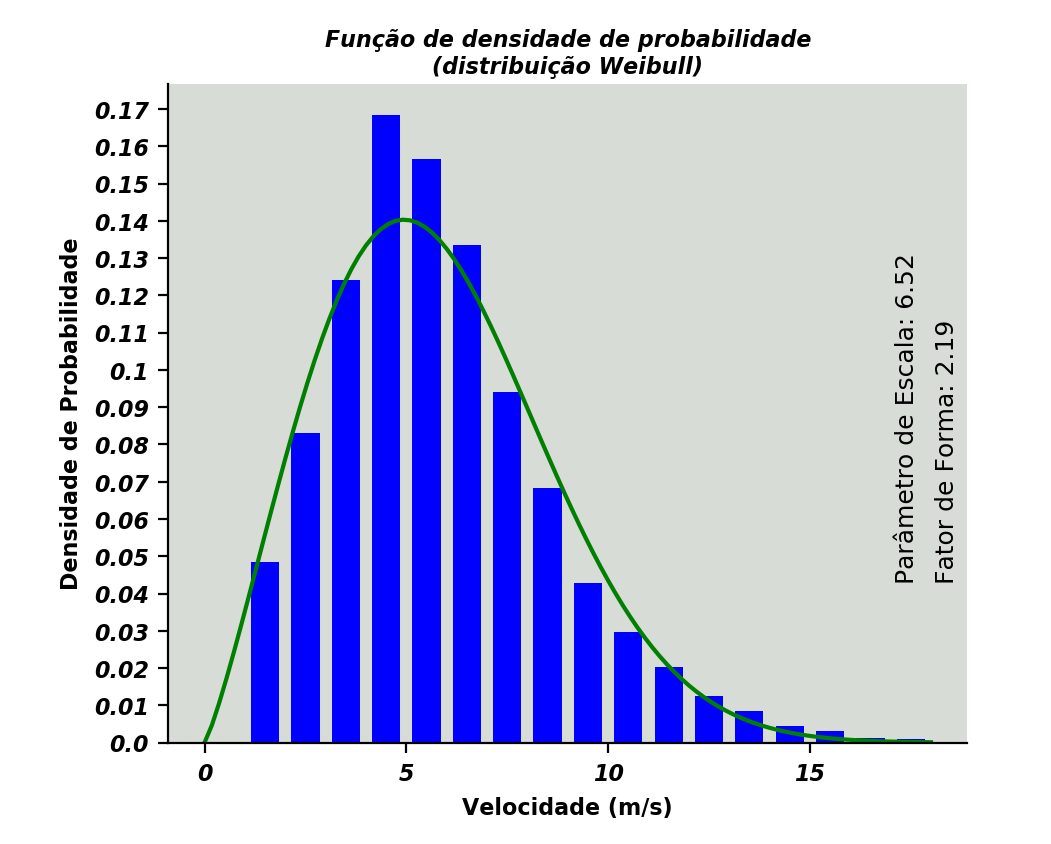 Função de densidade de probabilidade
(distribuição Weibull)
Densidade de Probabilidade
0.17
0.16
0.15
0.14
0.13
0.12
0.11
0.1
0.09
0.08
0.07
0.06
0.05
0.04
0.03
0.02
0.01
0.0
0 5 10 15
Velocidade (m/s)
Parâmetro de Escala: 6.52
Fator de Forma: 2.19